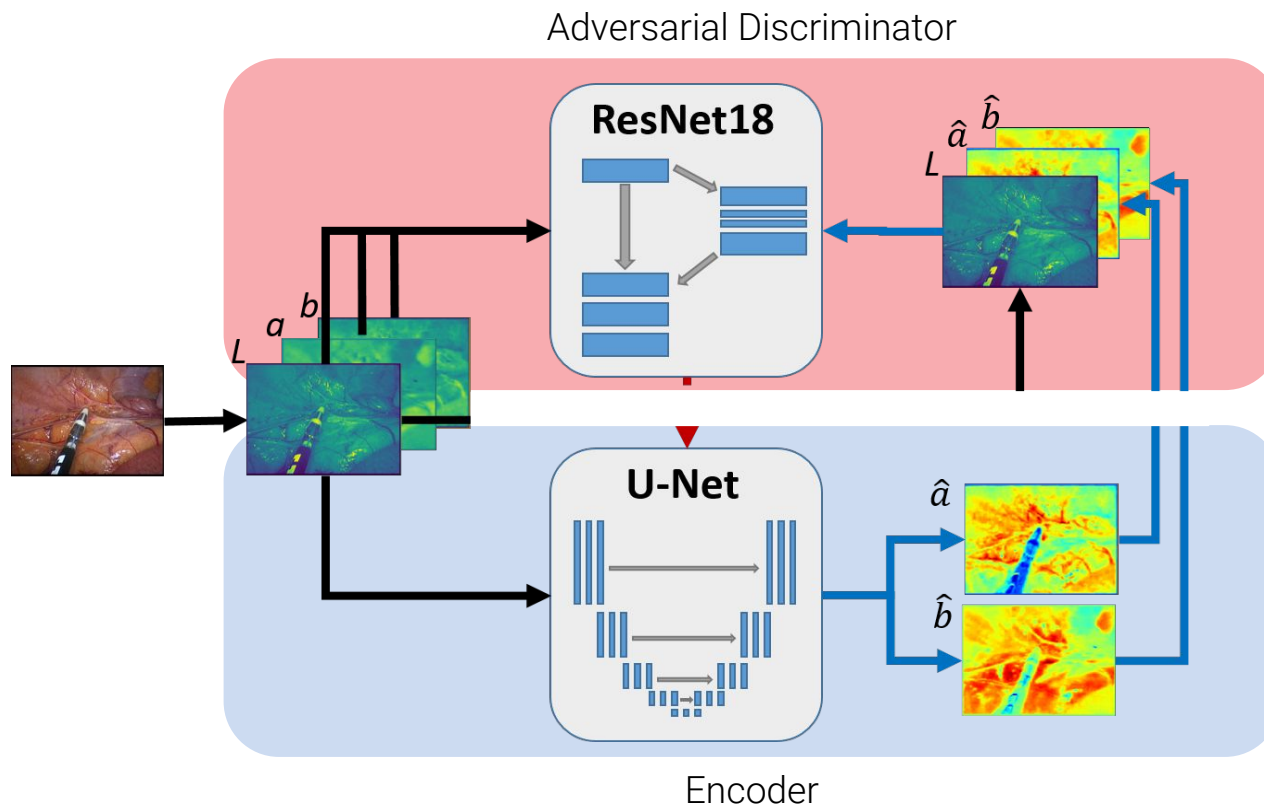 Adversarial Discriminator
ResNet18
b̂
â
L
b
a
L
U-Net
â
b̂
Encoder